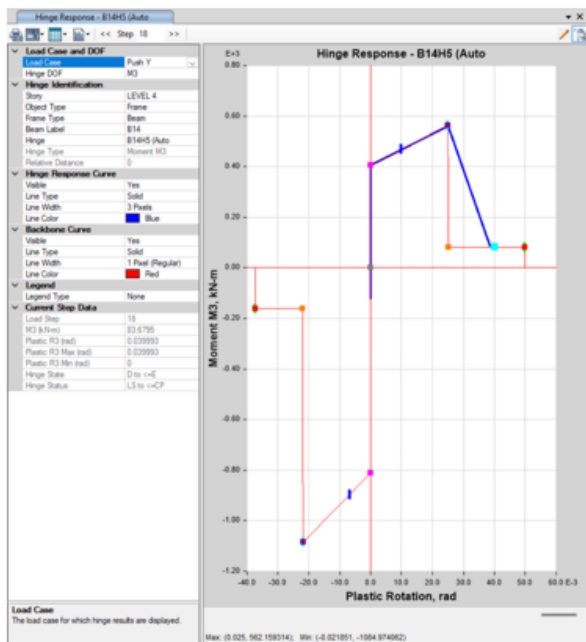 Hinge Response - B14H5 (Auto
<< Step 18 >>
Load Case and DOF
Load Case Push Y
Hinge DOF M3
Hinge Identification
Story LEVEL 4
Object Type Frame
Frame Type Beam
Beam Label B14
Hinge B14H5 (Auto
Hinge Type Moment M3
Relative Distance 0
Hinge Response Curve
Visible Yes
Line Type Solid
Line Width 3 Pixels
Line Color Blue
Backbone Curve
Visible Yes
Line Type Solid
Line Width 1 Pixel (Regular)
Line Color Red
Legend
Legend Type None
Current Step Data
Load Step 18
M3 (kN-m) 83.6795
Plastic R3 (rad) 0.039993
Plastic R3 Max (rad) 0.039993
Plastic R3 Min (rad) 0
Hinge State D to <=E
Hinge Status LS to <=CP
Load Case
The load case for which hinge results are displayed.
Hinge Response - B14H5 (Auto
E+3
0.80
0.60
0.40
0.20
0.00
-0.20
-0.40
-0.60
-0.80
-1.00
-1.20
Moment M3, kN-m
-40.0 -30.0 -20.0 -10.0 0.0 10.0 20.0 30.0 40.0 50.0 60.0 E-3
Plastic Rotation, rad
Max: (0.025, 562.159314); Min: (-0.021851, -1084.974062)